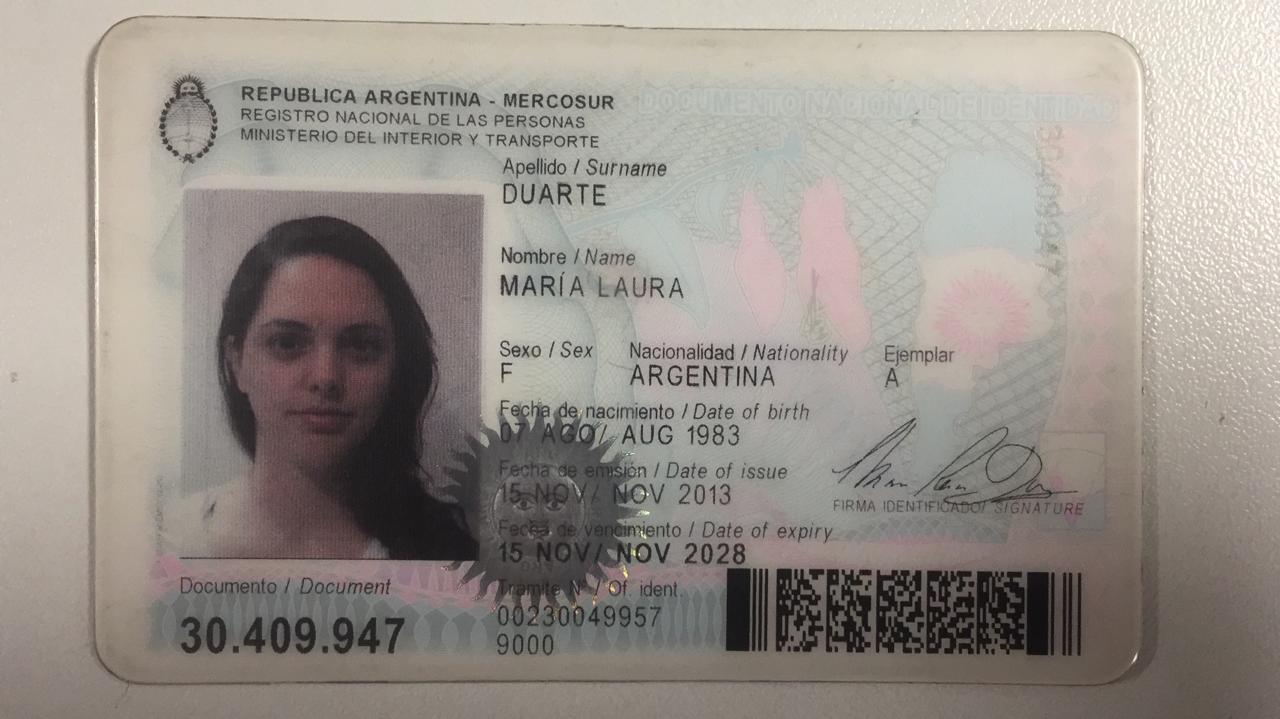 REPUBLICA ARGENTINA - MERCOSUR
REGISTRO NACIONAL DE LAS PERSONAS
MINISTERIO DEL INTERIOR Y TRANSPORTE
DOCUMENTO NACIONAL DE IDENTIDAD
Apellido / Surname
DUARTE
Nombre / Name
MARÍA LAURA
Sexo / Sex Nacionalidad / Nationality Ejemplar
F ARGENTINA A
Fecha de nacimiento / Date of birth
07 AGO/ AUG 1983
Fecha de emisión / Date of issue
15 NOV/ NOV 2013
FIRMA IDENTIFICADO/ SIGNATURE
Fecha de vencimiento / Date of expiry
15 NOV/ NOV 2028
Documento / Document
30.409.947
Tramite N° / Of. ident.
00230049957
9000